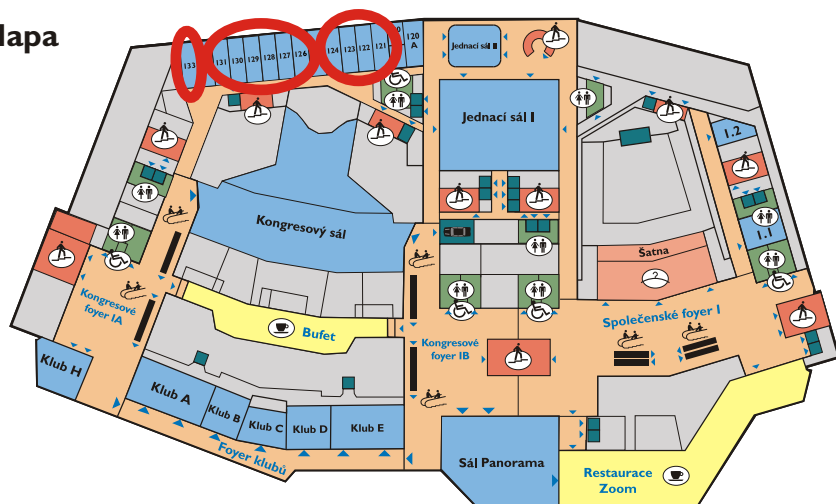 Mapa
133
131
130
129
128
127
126
124
123
122
121
120
A
Jednací sál II
Jednací sál I
1.2
1.1
Kongresový sál
Šatna
2
Kongresové
foyer IA
Bufet
Kongresové
foyer IB
Společenské foyer I
Klub H
Klub A
Klub B
Klub C
Klub D
Klub E
Foyer klubů
Sál Panorama
Restaurace
Zoom